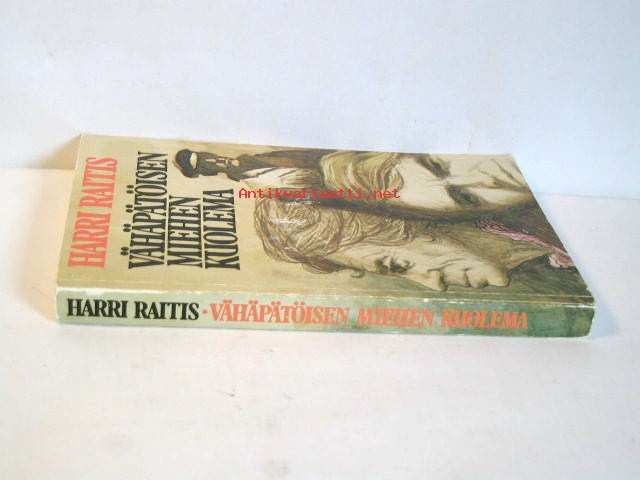 HARRI RAITIS
VÄHÄPÄTÖISEN
MIEHEN
KUOLEMA
Antikvariaatti.net
HARRI RAITIS • VÄHÄPÄTÖISEN MIEHEN KUOLEMA